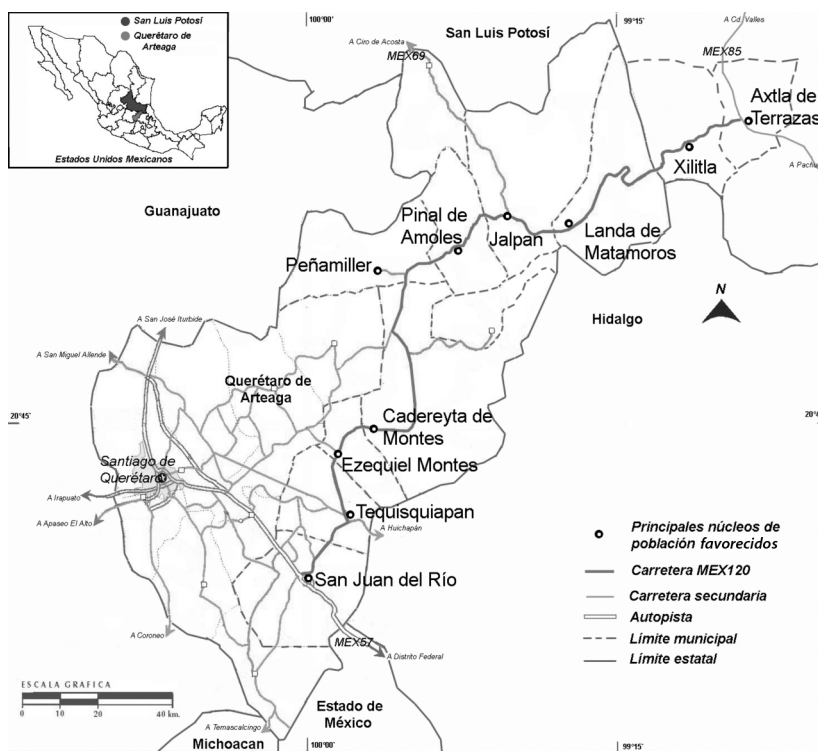 San Luis Potosí
Querétaro de
Arteaga
Estados Unidos Mexicanos
100°00
99°15
A Ciro de Acosta
MEX69
San Luis Potosí
A Cd. Valles
MEX85
Axtla de
Terrazas
Xilitla
A Pachuc
Guanajuato
Pinal de
Amoles
Jalpan
Landa de
Matamoros
Peñamiller
N
Hidalgo
A San José Iturbide
A San Miguel Allende
Querétaro de
Arteaga
20°45
20°4
Cadereyta de
Montes
Santiago de
Querétaro
Ezequiel Montes
A Irapuato
A Apaseo El Alto
Tequisquiapan
A Huichapán
San Juan del Río
A Coroneo
MEX57
A Distrito Federal
Principales núcleos de
población favorecidos
Carretera MEX120
Carretera secundaria
Autopista
Límite municipal
Límite estatal
ESCALA GRAFICA
0 10 20 40 km.
Estado de
México
A Temascalcingo
Michoacan
100°00
99°15